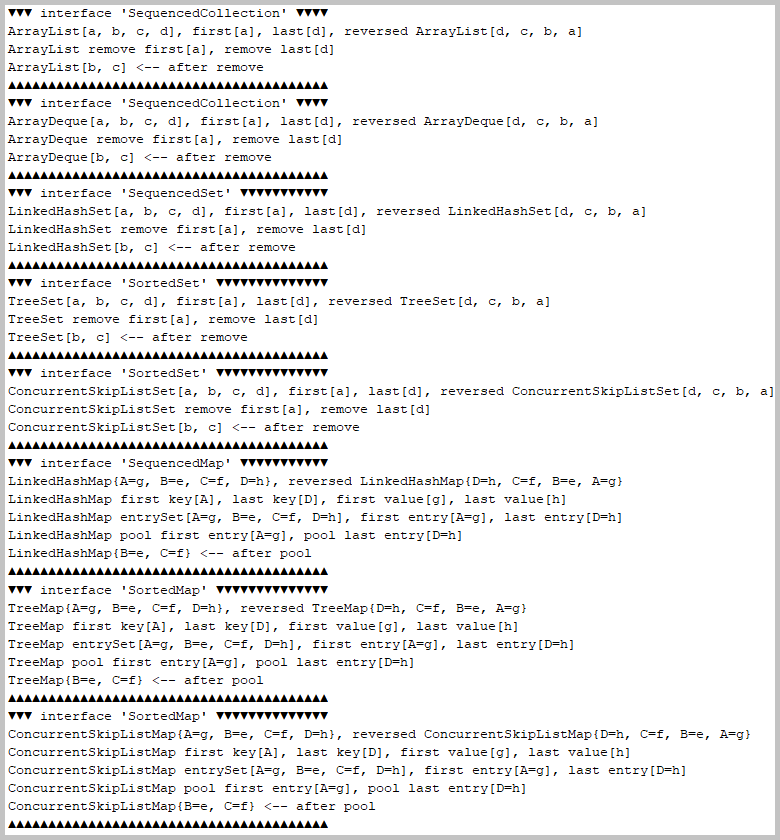 ▼▼▼ interface 'SequencedCollection' ▼▼▼▼
ArrayList[a, b, c, d], first[a], last[d], reversed ArrayList[d, c, b, a]
ArrayList remove first[a], remove last[d]
ArrayList[b, c] <-- after remove
▲▲▲▲▲▲▲▲▲▲▲▲▲▲▲▲▲▲▲▲▲▲▲▲▲▲▲▲▲▲▲▲▲▲▲▲▲▲▲▲
▼▼▼ interface 'SequencedCollection' ▼▼▼▼
ArrayDeque[a, b, c, d], first[a], last[d], reversed ArrayDeque[d, c, b, a]
ArrayDeque remove first[a], remove last[d]
ArrayDeque[b, c] <-- after remove
▲▲▲▲▲▲▲▲▲▲▲▲▲▲▲▲▲▲▲▲▲▲▲▲▲▲▲▲▲▲▲▲▲▲▲▲▲▲▲▲
▼▼▼ interface 'SequencedSet' ▼▼▼▼▼▼▼▼▼▼▼
LinkedHashSet[a, b, c, d], first[a], last[d], reversed LinkedHashSet[d, c, b, a]
LinkedHashSet remove first[a], remove last[d]
LinkedHashSet[b, c] <-- after remove
▲▲▲▲▲▲▲▲▲▲▲▲▲▲▲▲▲▲▲▲▲▲▲▲▲▲▲▲▲▲▲▲▲▲▲▲▲▲▲▲
▼▼▼ interface 'SortedSet' ▼▼▼▼▼▼▼▼▼▼▼▼▼▼
TreeSet[a, b, c, d], first[a], last[d], reversed TreeSet[d, c, b, a]
TreeSet remove first[a], remove last[d]
TreeSet[b, c] <-- after remove
▲▲▲▲▲▲▲▲▲▲▲▲▲▲▲▲▲▲▲▲▲▲▲▲▲▲▲▲▲▲▲▲▲▲▲▲▲▲▲▲
▼▼▼ interface 'SortedSet' ▼▼▼▼▼▼▼▼▼▼▼▼▼▼
ConcurrentSkipListSet[a, b, c, d], first[a], last[d], reversed ConcurrentSkipListSet[d, c, b, a]
ConcurrentSkipListSet remove first[a], remove last[d]
ConcurrentSkipListSet[b, c] <-- after remove
▲▲▲▲▲▲▲▲▲▲▲▲▲▲▲▲▲▲▲▲▲▲▲▲▲▲▲▲▲▲▲▲▲▲▲▲▲▲▲▲
▼▼▼ interface 'SequencedMap' ▼▼▼▼▼▼▼▼▼▼▼
LinkedHashMap{A=g, B=e, C=f, D=h}, reversed LinkedHashMap{D=h, C=f, B=e, A=g}
LinkedHashMap first key[A], last key[D], first value[g], last value[h]
LinkedHashMap entrySet[A=g, B=e, C=f, D=h], first entry[A=g], last entry[D=h]
LinkedHashMap pool first entry[A=g], pool last entry[D=h]
LinkedHashMap{B=e, C=f} <-- after pool
▲▲▲▲▲▲▲▲▲▲▲▲▲▲▲▲▲▲▲▲▲▲▲▲▲▲▲▲▲▲▲▲▲▲▲▲▲▲▲▲
▼▼▼ interface 'SortedMap' ▼▼▼▼▼▼▼▼▼▼▼▼▼▼
TreeMap{A=g, B=e, C=f, D=h}, reversed TreeMap{D=h, C=f, B=e, A=g}
TreeMap first key[A], last key[D], first value[g], last value[h]
TreeMap entrySet[A=g, B=e, C=f, D=h], first entry[A=g], last entry[D=h]
TreeMap pool first entry[A=g], pool last entry[D=h]
TreeMap{B=e, C=f} <-- after pool
▲▲▲▲▲▲▲▲▲▲▲▲▲▲▲▲▲▲▲▲▲▲▲▲▲▲▲▲▲▲▲▲▲▲▲▲▲▲▲▲
▼▼▼ interface 'SortedMap' ▼▼▼▼▼▼▼▼▼▼▼▼▼▼
ConcurrentSkipListMap{A=g, B=e, C=f, D=h}, reversed ConcurrentSkipListMap{D=h, C=f, B=e, A=g}
ConcurrentSkipListMap first key[A], last key[D], first value[g], last value[h]
ConcurrentSkipListMap entrySet[A=g, B=e, C=f, D=h], first entry[A=g], last entry[D=h]
ConcurrentSkipListMap pool first entry[A=g], pool last entry[D=h]
ConcurrentSkipListMap{B=e, C=f} <-- after pool
▲▲▲▲▲▲▲▲▲▲▲▲▲▲▲▲▲▲▲▲▲▲▲▲▲▲▲▲▲▲▲▲▲▲▲▲▲▲▲▲